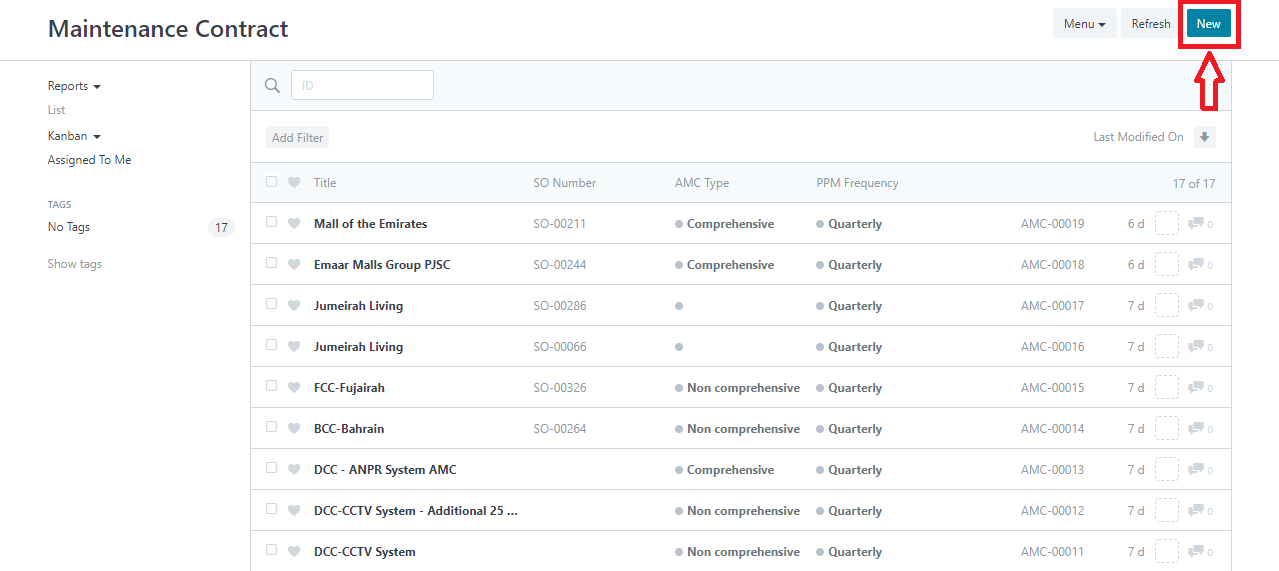 Maintenance Contract
Menu Refresh New
Reports
List
Kanban
Assigned To Me
TAGS
No Tags 17
Show tags
ID
Add Filter Last Modified On
Title SO Number AMC Type PPM Frequency 17 of 17
Mall of the Emirates SO-00211 Comprehensive Quarterly AMC-00019 6 d 0
Emaar Malls Group PJSC SO-00244 Comprehensive Quarterly AMC-00018 6 d 0
Jumeirah Living SO-00286 Quarterly AMC-00017 7 d 0
Jumeirah Living SO-00066 Quarterly AMC-00016 7 d 0
FCC-Fujairah SO-00326 Non comprehensive Quarterly AMC-00015 7 d 0
BCC-Bahrain SO-00264 Non comprehensive Quarterly AMC-00014 7 d 0
DCC - ANPR System AMC Comprehensive Quarterly AMC-00013 7 d 0
DCC-CCTV System - Additional 25 ... Non comprehensive Quarterly AMC-00012 7 d 0
DCC-CCTV System Non comprehensive Quarterly AMC-00011 7 d 0